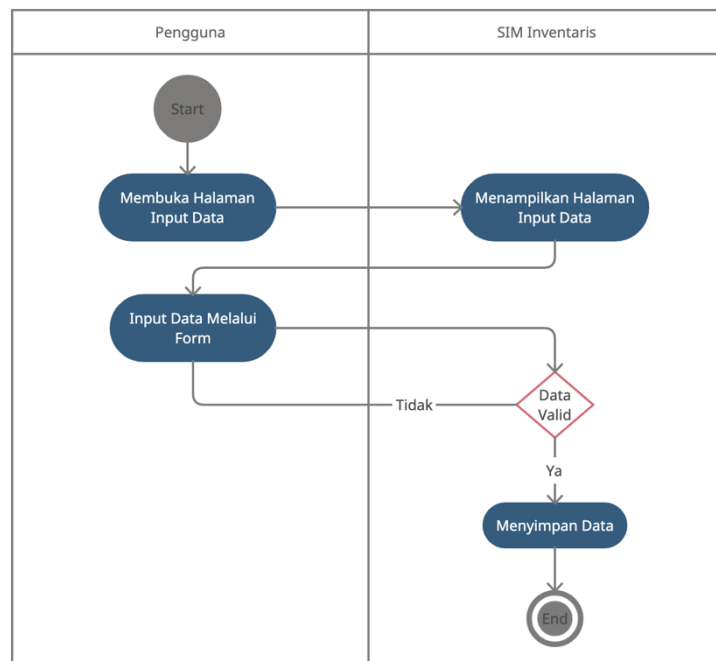 Pengguna
SIM Inventaris
Start
Membuka Halaman
Input Data
Menampilkan Halaman
Input Data
Input Data Melalui
Form
Data
Valid
Tidak
Ya
Menyimpan Data
End